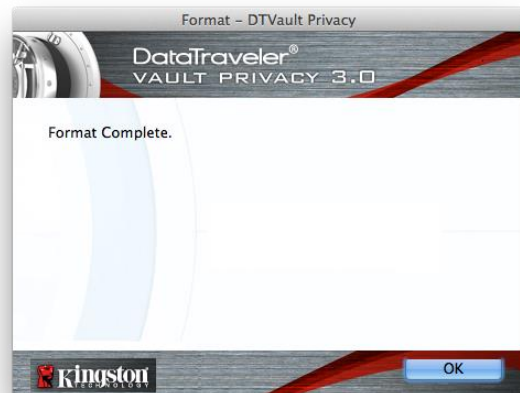 Format – DTVault Privacy
DataTraveler®
VAULT PRIVACY 3.0
Format Complete.
Kingston
TECHNOLOGY
OK